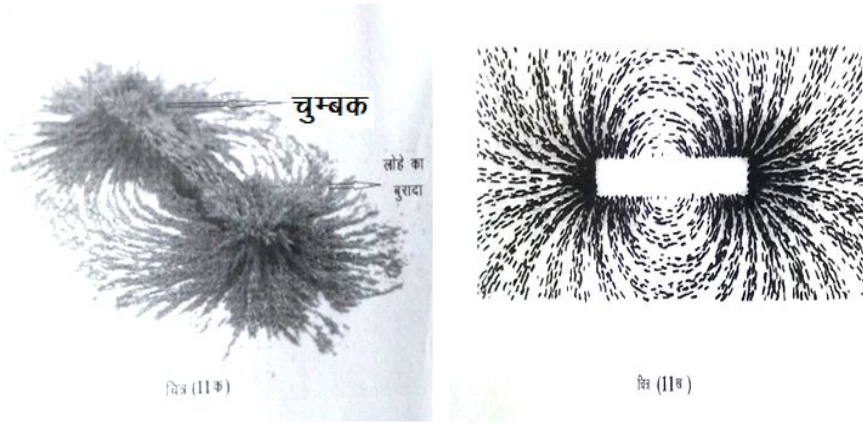 चुम्बक
लोहे का
बुरादा
चित्र (11क)
चित्र (11ख)